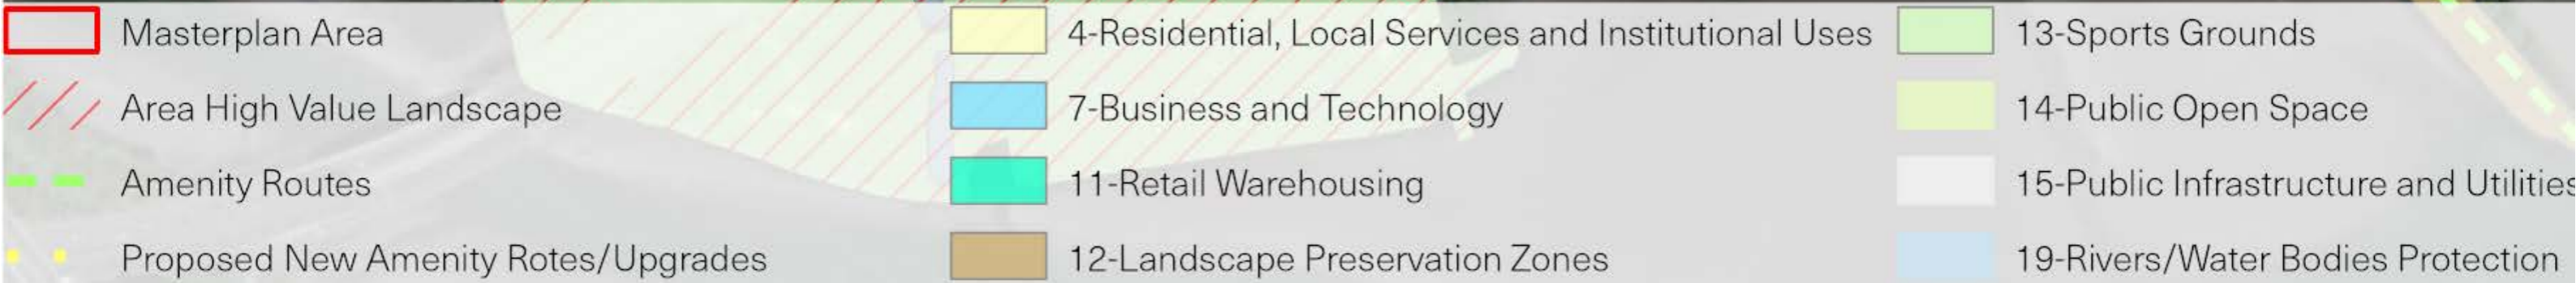 Masterplan Area
Area High Value Landscape
Amenity Routes
Proposed New Amenity Rotes/Upgrades
4-Residential, Local Services and Institutional Uses
7-Business and Technology
11-Retail Warehousing
12-Landscape Preservation Zones
13-Sports Grounds
14-Public Open Space
15-Public Infrastructure and Utilities
19-Rivers/Water Bodies Protection